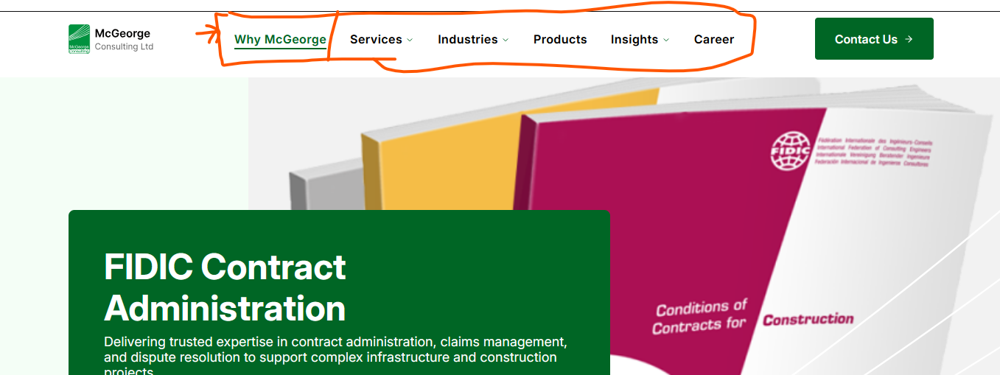 McGeorge
Consulting Ltd
McGeorge
Consulting
Why McGeorge
Services
Industries
Products
Insights
Career
Contact Us →
FIDIC
Fédération Internationale des Ingénieurs-Conseils
International Federation of Consulting Engineers
Internationale Vereinigung Beratender Ingenieure
Federación Internacional de Ingenieros Consultores
Conditions of
Contracts for Construction
FIDIC Contract
Administration
Delivering trusted expertise in contract administration, claims management,
and dispute resolution to support complex infrastructure and construction
projects